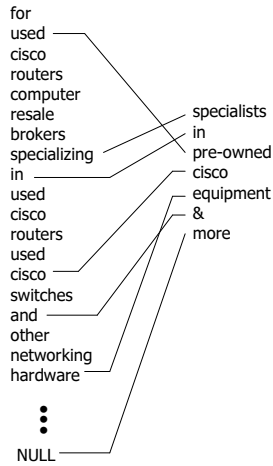 for
used
cisco
routers
computer
resale
brokers
specializing
in
used
cisco
routers
used
cisco
switches
and
other
networking
hardware
NULL
specialists
in
pre-owned
cisco
equipment
&
more